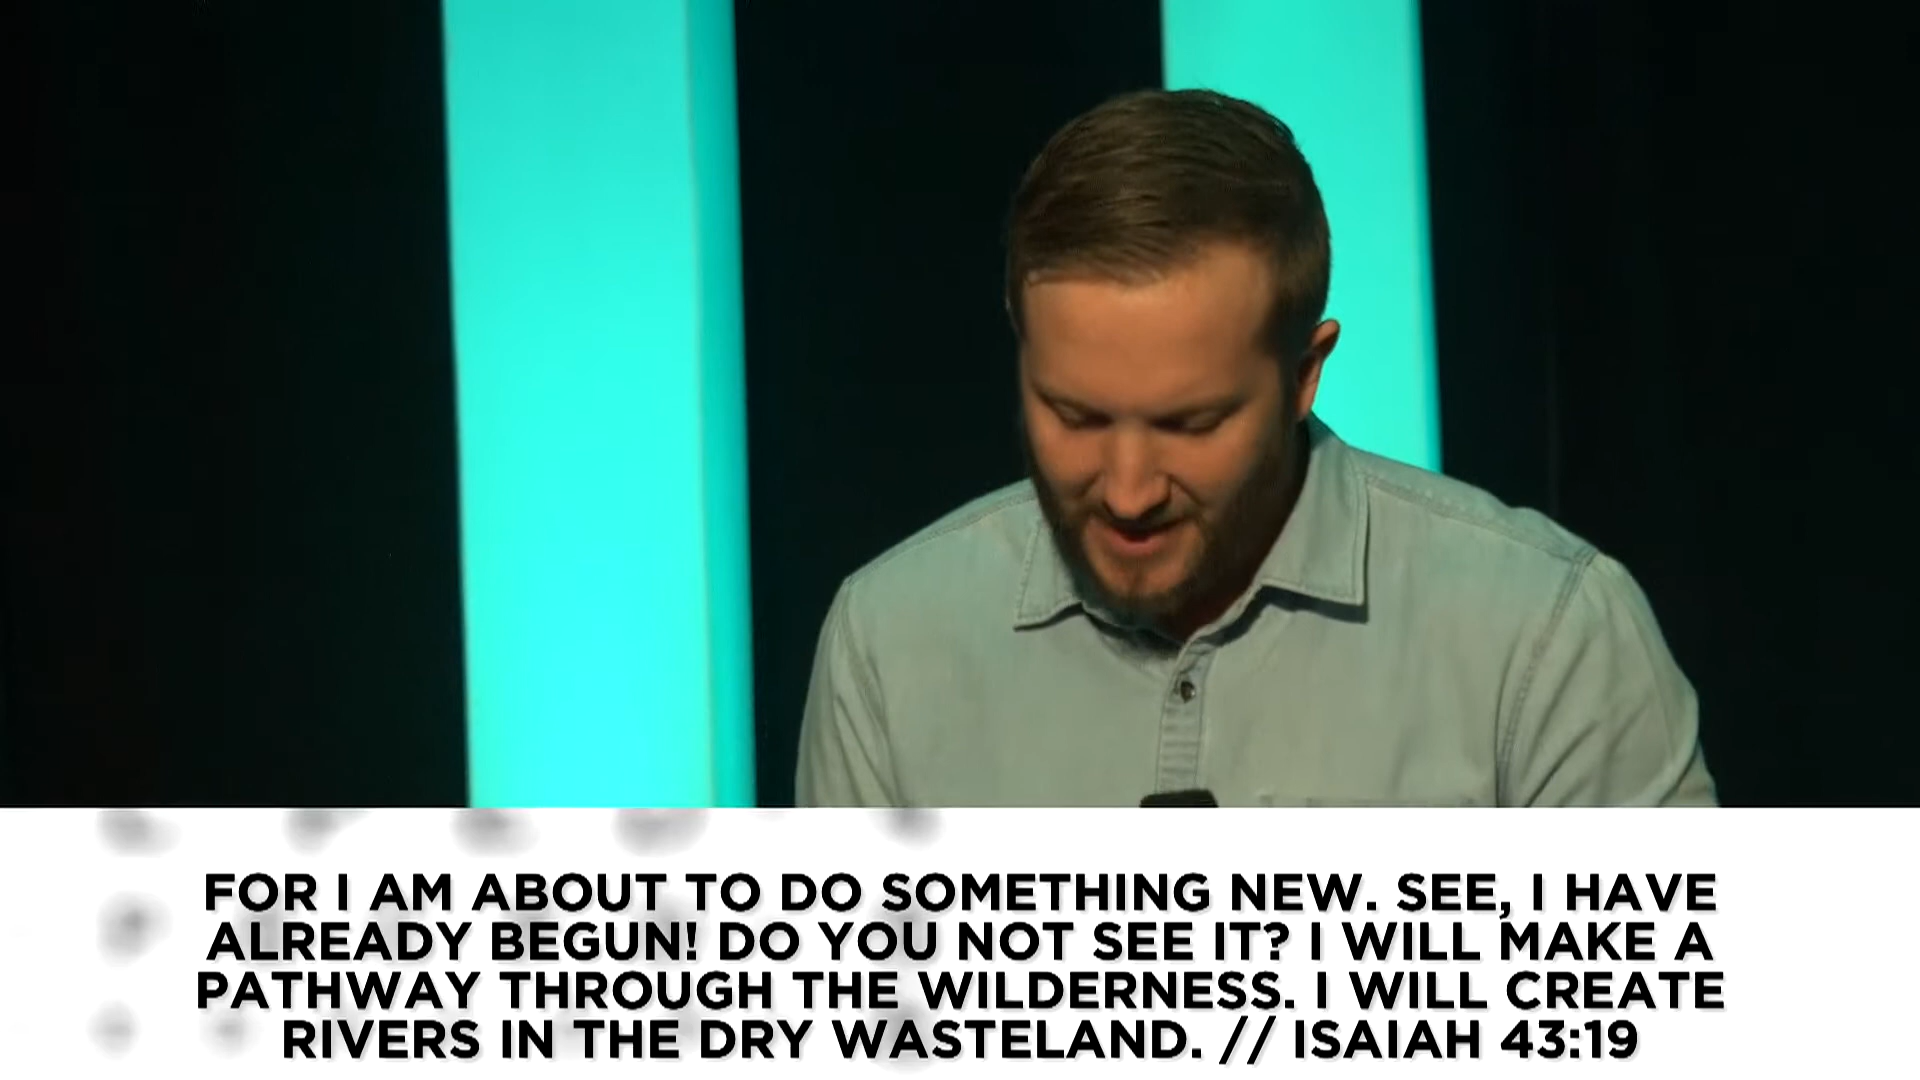 FOR I AM ABOUT TO DO SOMETHING NEW. SEE, I HAVE
ALREADY BEGUN! DO YOU NOT SEE IT? I WILL MAKE A
PATHWAY THROUGH THE WILDERNESS. I WILL CREATE
RIVERS IN THE DRY WASTELAND. // ISAIAH 43:19